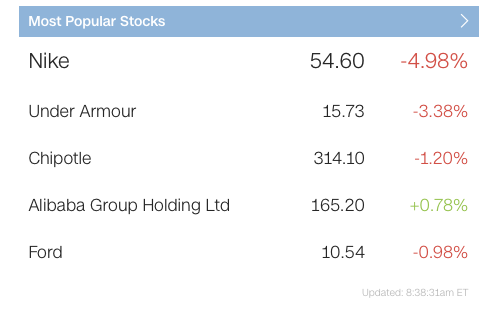 Most Popular Stocks
Nike 54.60 -4.98%
Under Armour 15.73 -3.38%
Chipotle 314.10 -1.20%
Alibaba Group Holding Ltd 165.20 +0.78%
Ford 10.54 -0.98%
Updated: 8:38:31am ET